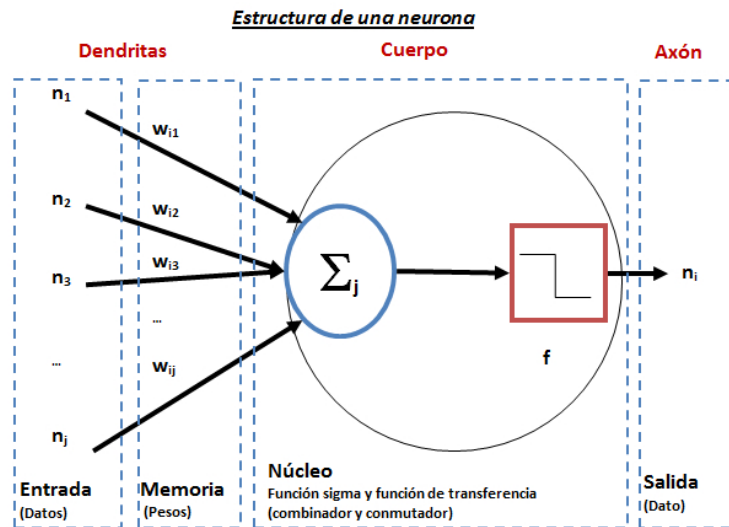 Estructura de una neurona
Dendritas
Cuerpo
Axón
n1
wi1
n2
wi2
n3
wi3
...
...
wij
nj
∑j
f
ni
Entrada
(Datos)
Memoria
(Pesos)
Núcleo
Función sigma y función de transferencia
(combinador y conmutador)
Salida
(Dato)